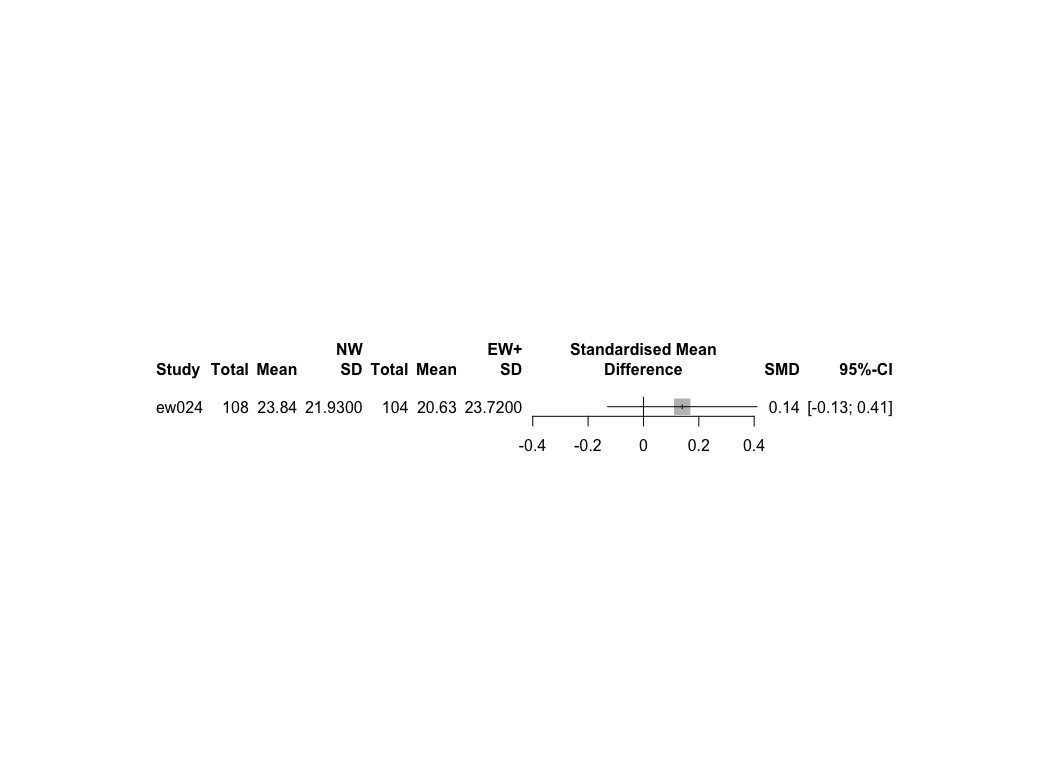 NW EW+ Standardised Mean
Study Total Mean SD Total Mean SD Difference SMD 95%-CI
ew024 108 23.84 21.9300 104 20.63 23.7200 0.14 [-0.13; 0.41]
-0.4 -0.2 0 0.2 0.4